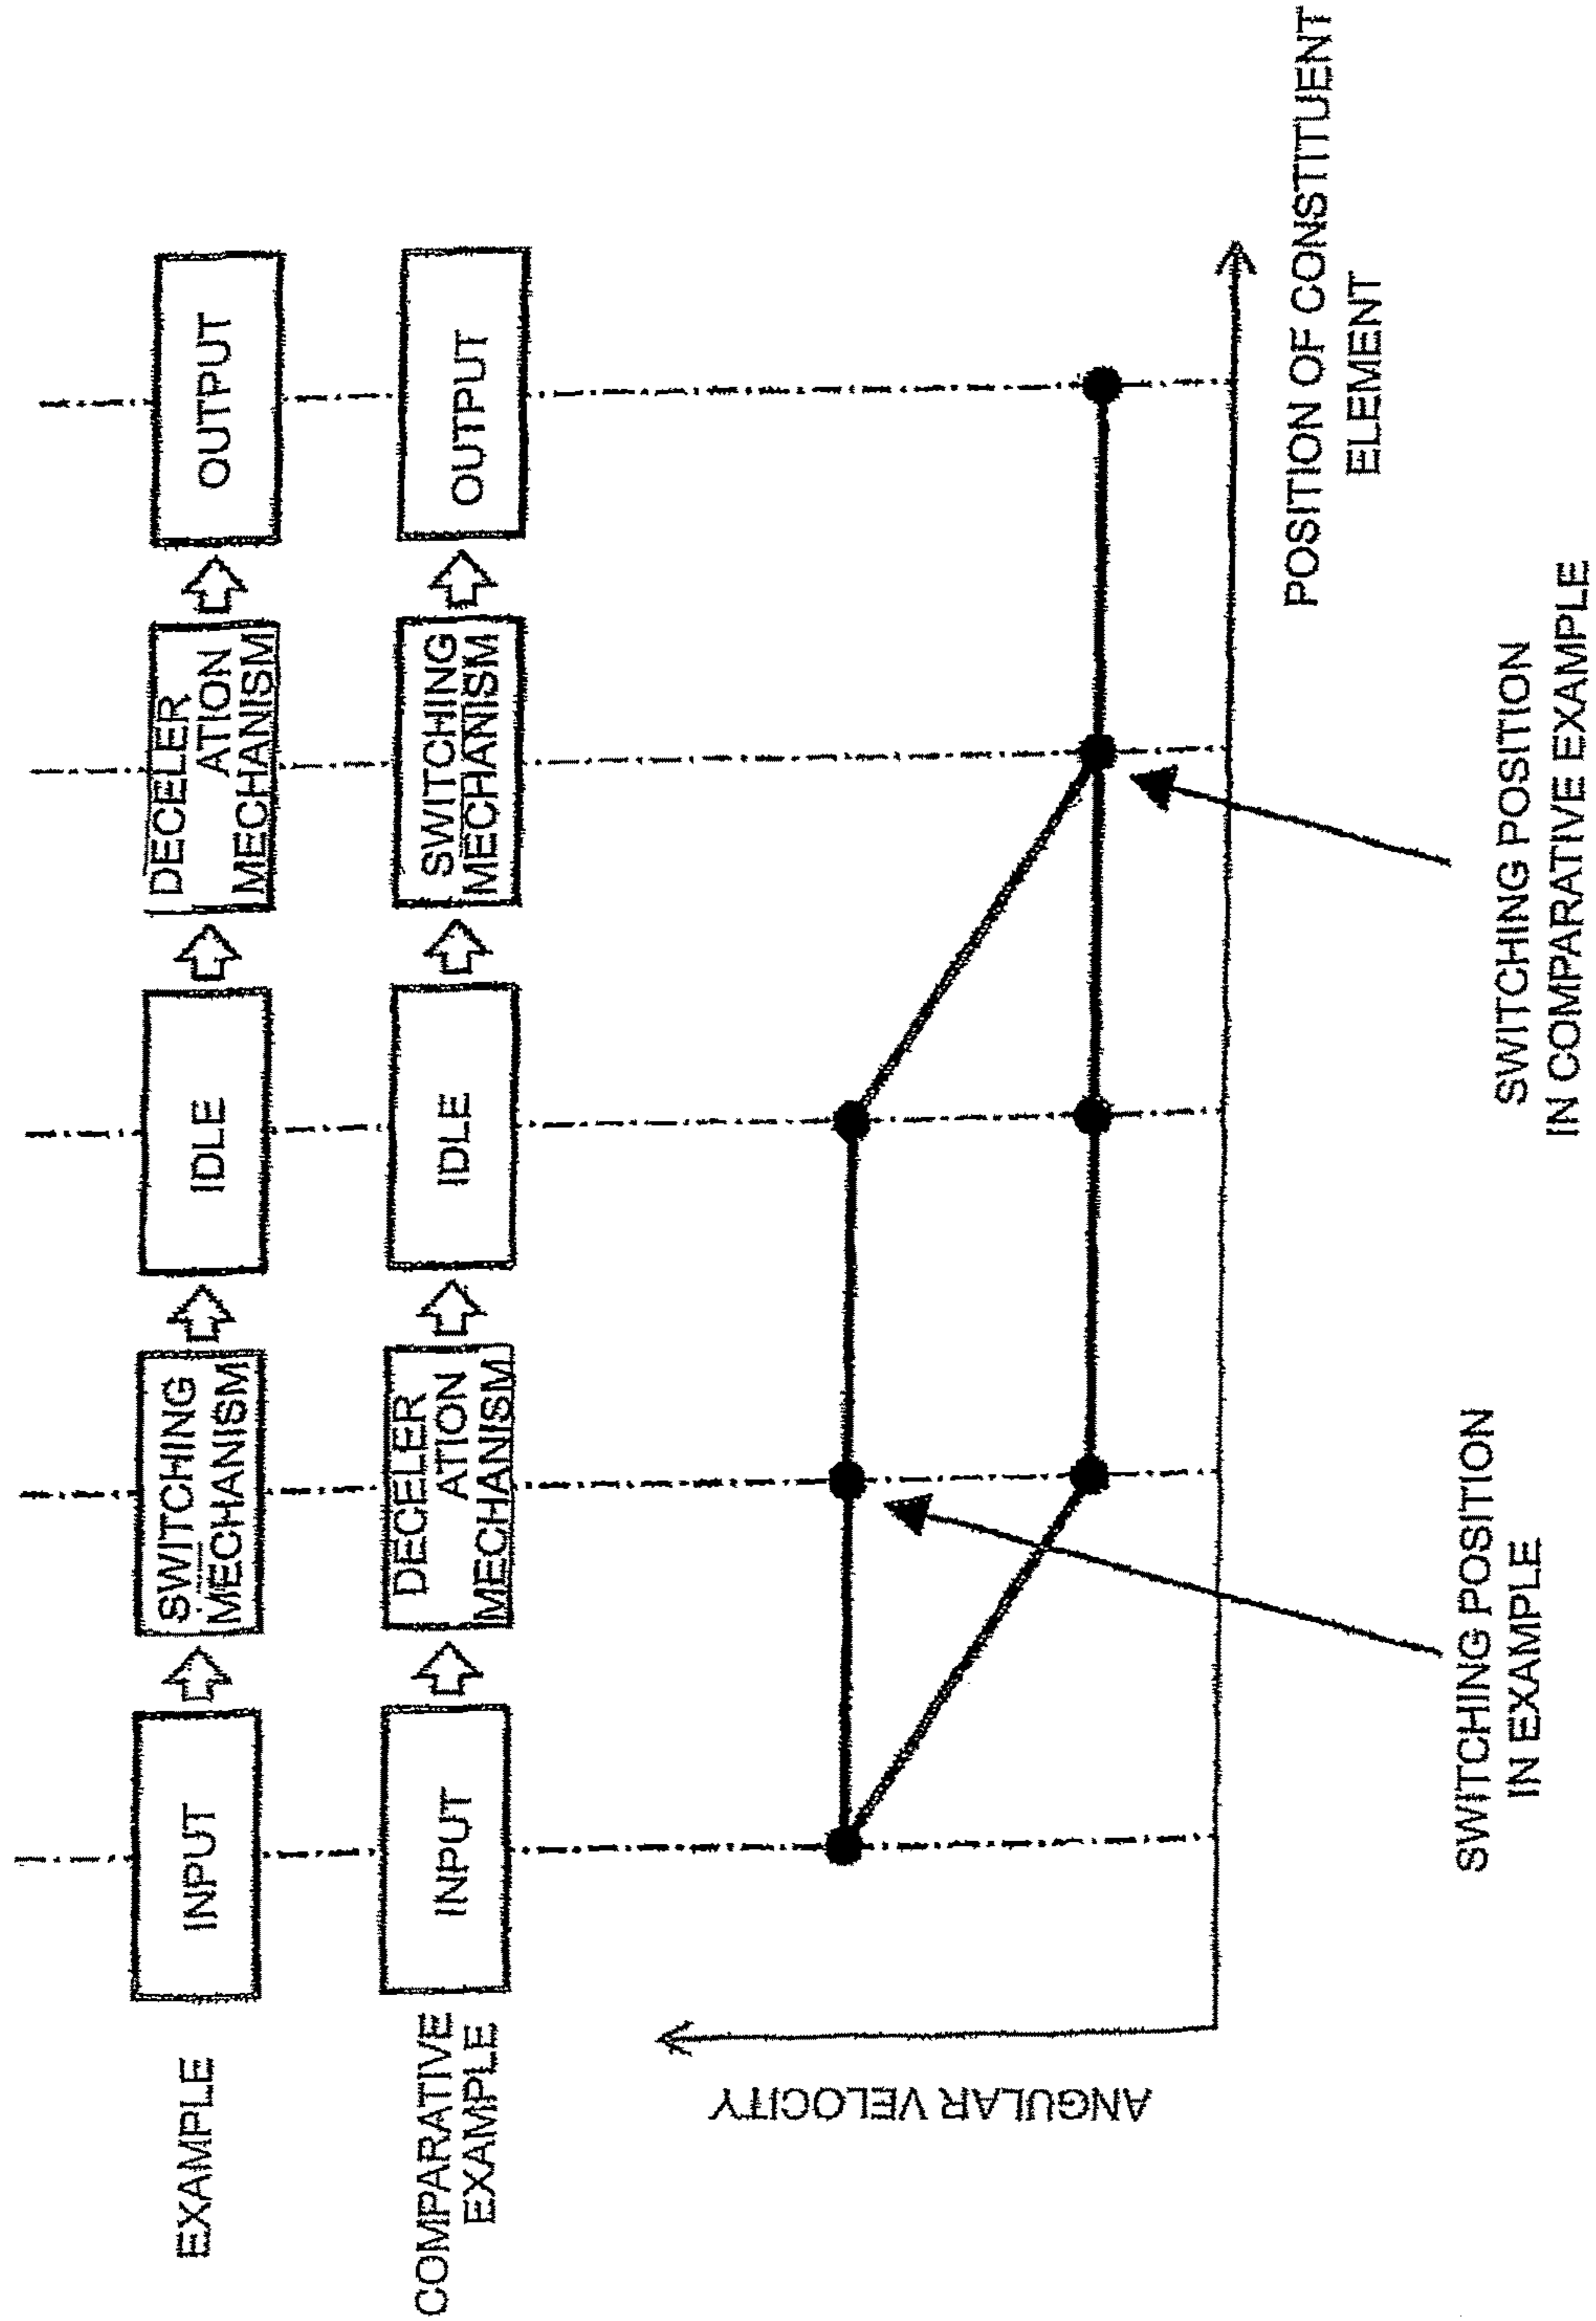 EXAMPLE
INPUT
SWITCHING
MECHANISM
IDLE
DECELER
ATION
MECHANISM
OUTPUT
COMPARATIVE
EXAMPLE
INPUT
DECELER
ATION
MECHANISM
IDLE
SWITCHING
MECHANISM
OUTPUT
ANGULAR VELOCITY
POSITION OF CONSTITUENT
ELEMENT
SWITCHING POSITION
IN EXAMPLE
SWITCHING POSITION
IN COMPARATIVE EXAMPLE